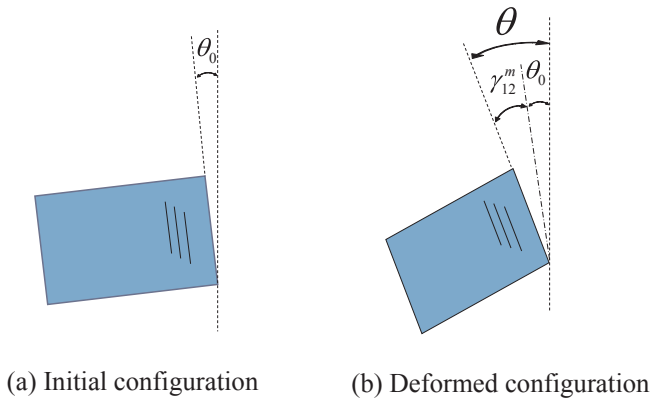 θ₀
θ
γ₁₂ᵐ θ₀
(a) Initial configuration
(b) Deformed configuration